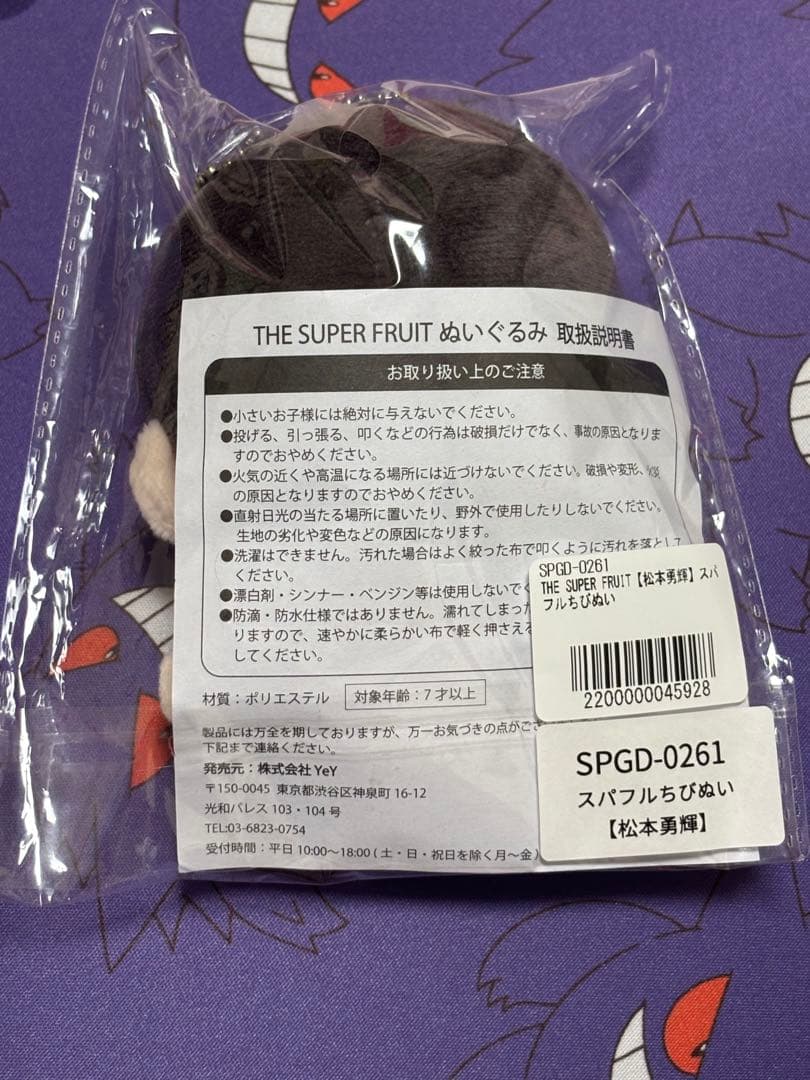 THE SUPER FRUIT ぬいぐるみ 取扱説明書
お取り扱い上のご注意
●小さいお子様には絶対に与えないでください。
●投げる、引っ張る、叩くなどの行為は破損だけでなく、事故の原因となりま
すのでおやめください。
●火気の近くや高温になる場所には近づけないでください。破損や変形、
の原因となりますのでおやめください。
●直射日光の当たる場所に置いたり、野外で使用したりしないでください。
生地の劣化や変色などの原因になります。
●洗濯はできません。汚れた場合はよく絞った布で叩くように汚れを落として
ください。
●漂白剤・シンナー・ベンジン等は使用しないでく
●防滴・防水仕様ではありません。濡れてしまった
りますので、速やかに柔らかい布で軽く押さえる
してください。
材質：ポリエステル 対象年齢：7才以上
製品には万全を期しておりますが、万一お気づきの点がござ
下記まで連絡ください。
発売元：株式会社YeY
〒150-0045 東京都渋谷区神泉町16-12
光和パレス103・104号
TEL:03-6823-0754
受付時間：平日10:00～18:00(土・日・祝日を除く月～金)
SPGD-0261
THE SUPER FRUIT【松本勇輝】スパ
フルちびぬい
2200000045928
SPGD-0261
スパフルちびぬい
【松本勇輝】